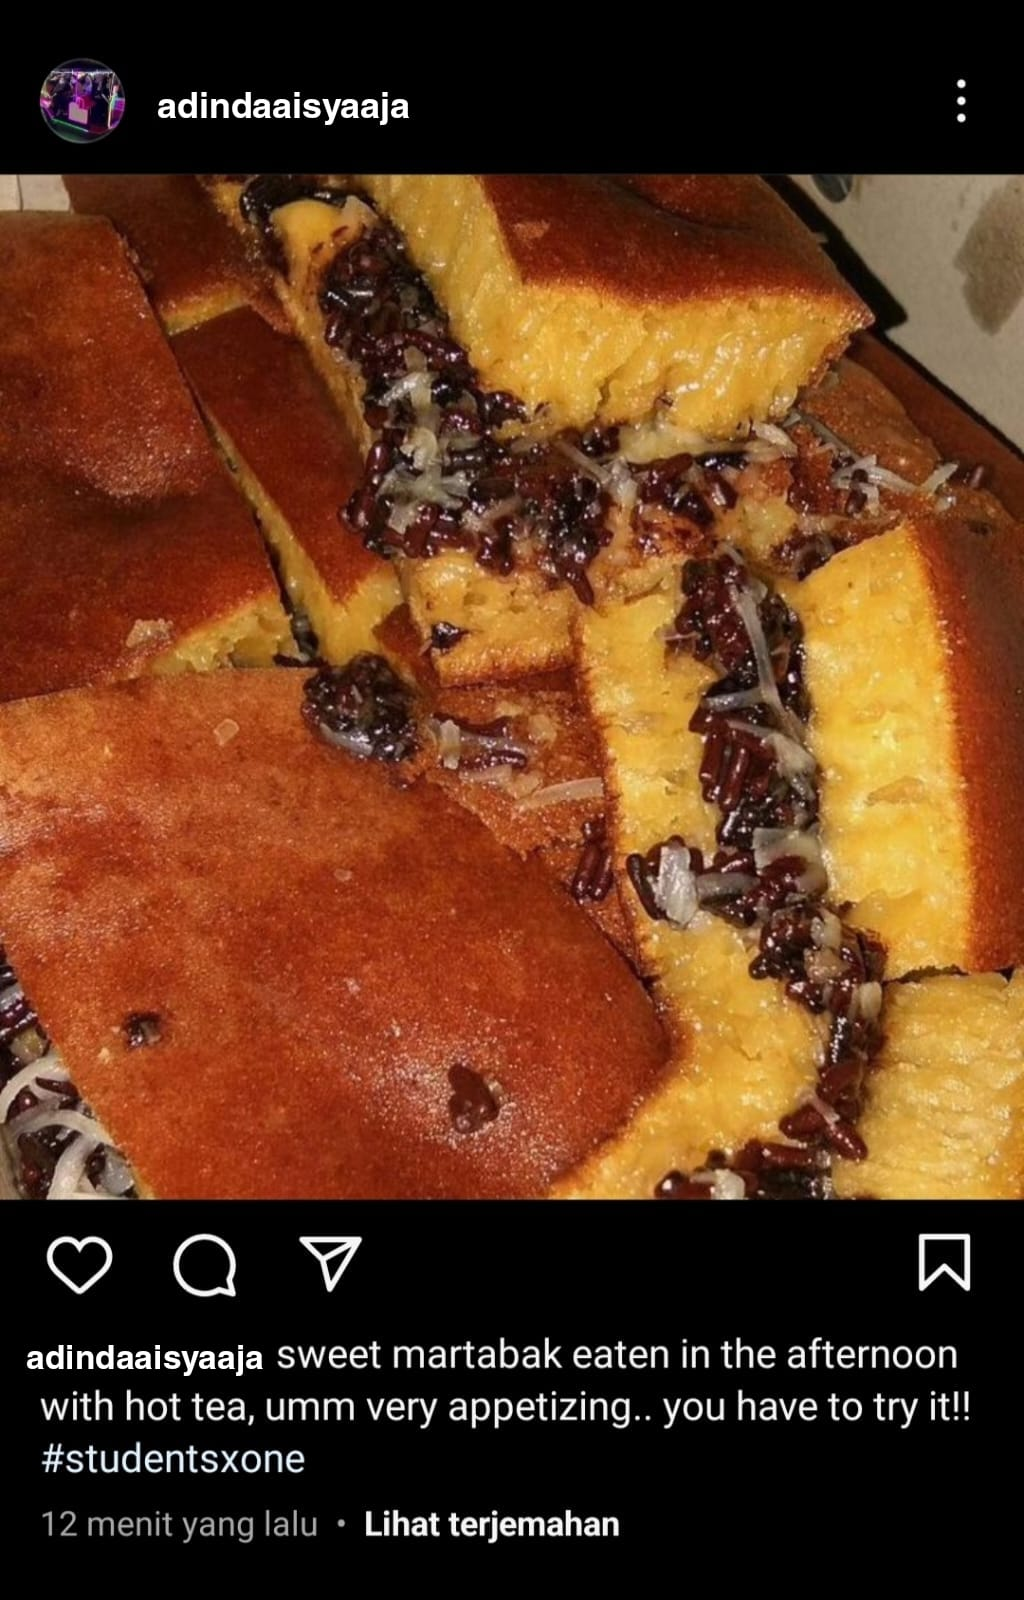 adindaaisyaaja
adindaaisyaaja sweet martabak eaten in the afternoon
with hot tea, umm very appetizing.. you have to try it!!
#studentsxone
12 menit yang lalu • Lihat terjemahan